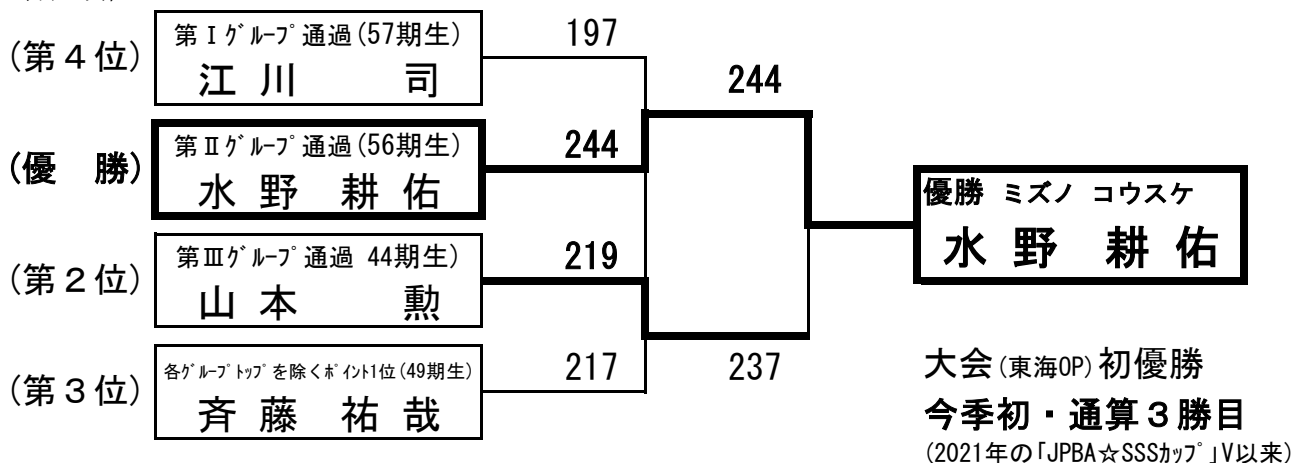 (第４位)
第Ⅰｸﾞﾙｰﾌﾟ通過(57期生)
江川　司
197
(優　勝)
第Ⅱｸﾞﾙｰﾌﾟ通過(56期生)
水野　耕佑
244
(第２位)
第Ⅲｸﾞﾙｰﾌﾟ通過 44期生)
山本　勲
219
(第３位)
各ｸﾞﾙｰﾌﾟﾄｯﾌﾟを除くﾎﾟｲﾝﾄ1位(49期生)
斉藤　祐哉
217
244
237
優勝 ミズノ コウスケ
水野　耕佑
大会(東海OP)初優勝
今季初・通算３勝目
(2021年の｢JPBA☆SSSｶｯﾌﾟ｣V以来)